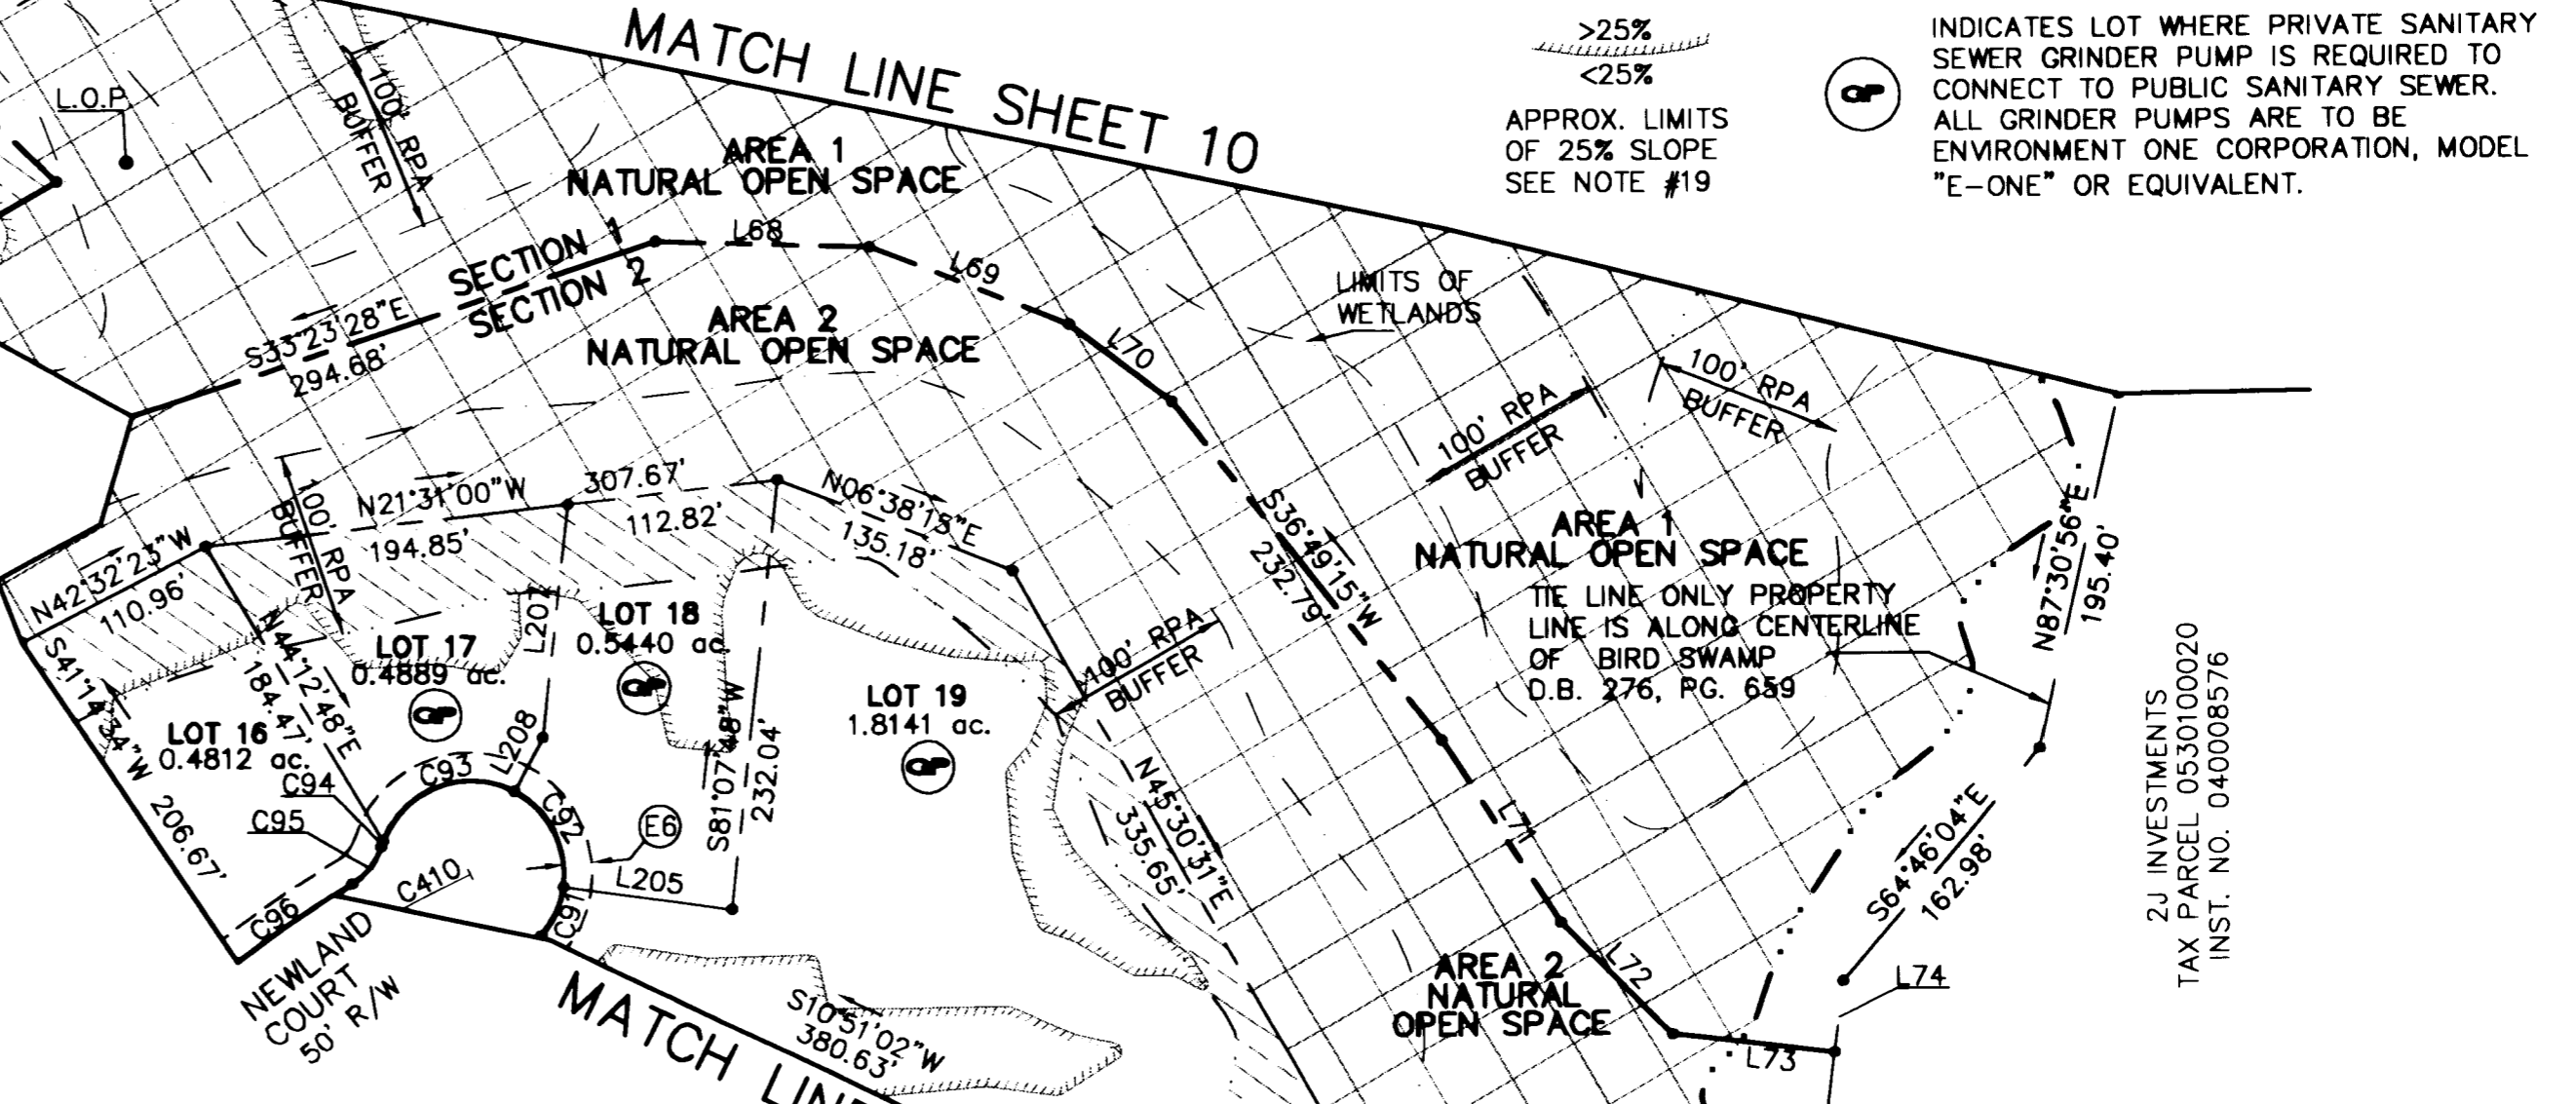 MATCH LINE SHEET 10
>25%
<25%
APPROX. LIMITS
OF 25% SLOPE
SEE NOTE #19
GP
INDICATES LOT WHERE PRIVATE SANITARY
SEWER GRINDER PUMP IS REQUIRED TO
CONNECT TO PUBLIC SANITARY SEWER.
ALL GRINDER PUMPS ARE TO BE
ENVIRONMENT ONE CORPORATION, MODEL
"E-ONE" OR EQUIVALENT.
L.O.P.
100' RPA
BUFFER
AREA 1
NATURAL OPEN SPACE
SECTION 1
SECTION 2
L68
L69
L70
S33°23'28"E
294.68'
AREA 2
NATURAL OPEN SPACE
LIMITS OF
WETLANDS
100' RPA
BUFFER
100' RPA
BUFFER
N21°31'00"W
307.67'
194.85'
112.82'
N06°38'15"E
135.18'
100' RPA
BUFFER
N42°32'23"W
110.96'
S41°14'34"W
206.67'
N44°12'48"E
184.47'
LOT 16
0.4812 ac.
LOT 17
0.4889 ac.
GP
L207
L208
LOT 18
0.5440 ac.
GP
S81°07'48"W
232.04'
LOT 19
1.8141 ac.
GP
100' RPA
BUFFER
S36°49'15"W
232.79'
AREA 1
NATURAL OPEN SPACE
TIE LINE ONLY PROPERTY
LINE IS ALONG CENTERLINE
OF BIRD SWAMP
D.B. 276, PG. 659
N87°30'56"E
195.40'
2J INVESTMENTS
TAX PARCEL 0530100020
INST. NO. 040008576
C93
C94
C95
C92
E6
L205
C91
C410
C96
NEWLAND
COURT
50' R/W
N45°30'31"E
335.65'
L71
L72
S64°46'04"E
162.98'
L74
L73
AREA 2
NATURAL
OPEN SPACE
S10°51'02"W
380.63'
MATCH LINE